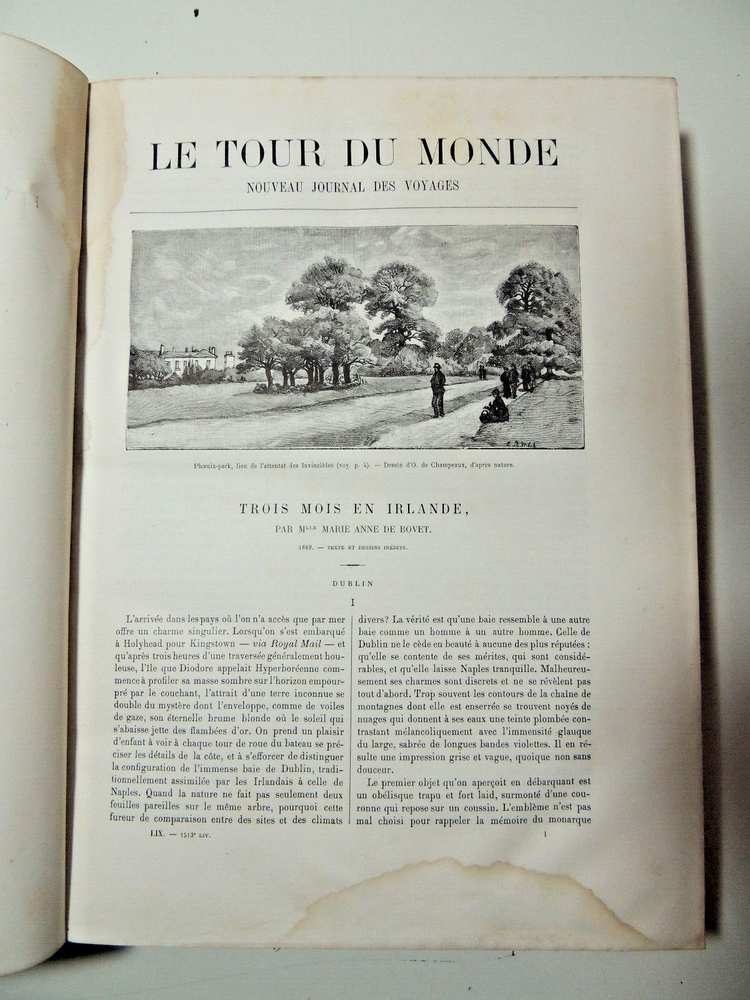 LE TOUR DU MONDE
NOUVEAU JOURNAL DES VOYAGES
Phœnix-park, lieu de l'attentat des Invincibles (voy. p. 4). — Dessin d'O. de Champeaux, d'après nature.
TROIS MOIS EN IRLANDE,
PAR Mlle MARIE ANNE DE BOVET.
1889. — TEXTE ET DESSINS INÉDITS.
DUBLIN
I
L'arrivée dans les pays où l'on n'a accès que par mer
offre un charme singulier. Lorsqu'on s'est embarqué
à Holyhead pour Kingstown — via Royal Mail — et
qu'après trois heures d'une traversée généralement hou-
leuse, l'île que Diodore appelait Hyperboréenne com-
mence à profiler sa masse sombre sur l'horizon empour-
pré par le couchant, l'attrait d'une terre inconnue se
double du mystère dont l'enveloppe, comme de voiles
de gaze, son éternelle brume blonde où le soleil qui
s'abaisse jette des flambées d'or. On prend un plaisir
d'enfant à voir à chaque tour de roue du bateau se pré-
ciser les détails de la côte, et à s'efforcer de distinguer
la configuration de l'immense baie de Dublin, tradi-
tionnellement assimilée par les Irlandais à celle de
Naples. Quand la nature ne fait pas seulement deux
feuilles pareilles sur le même arbre, pourquoi cette
fureur de comparaison entre des sites et des climats
divers? La vérité est qu'une baie ressemble à une autre
baie comme un homme à un autre homme. Celle de
Dublin ne le cède en beauté à aucune des plus réputées :
qu'elle se contente de ses mérites, qui sont considé-
rables, et qu'elle laisse Naples tranquille. Malheureu-
sement ses charmes sont discrets et ne se révèlent pas
tout d'abord. Trop souvent les contours de la chaîne de
montagnes dont elle est enserrée se trouvent noyés de
nuages qui donnent à ses eaux une teinte plombée con-
trastant mélancoliquement avec l'immensité glauque
du large, sabrée de longues bandes violettes. Il en ré-
sulte une impression grise et vague, quoique non sans
douceur.
Le premier objet qu'on aperçoit en débarquant est
un obélisque trapu et fort laid, surmonté d'une cou-
ronne qui repose sur un coussin. L'emblème n'est pas
mal choisi pour rappeler la mémoire du monarque
LIX. — 1513e LIV.
1